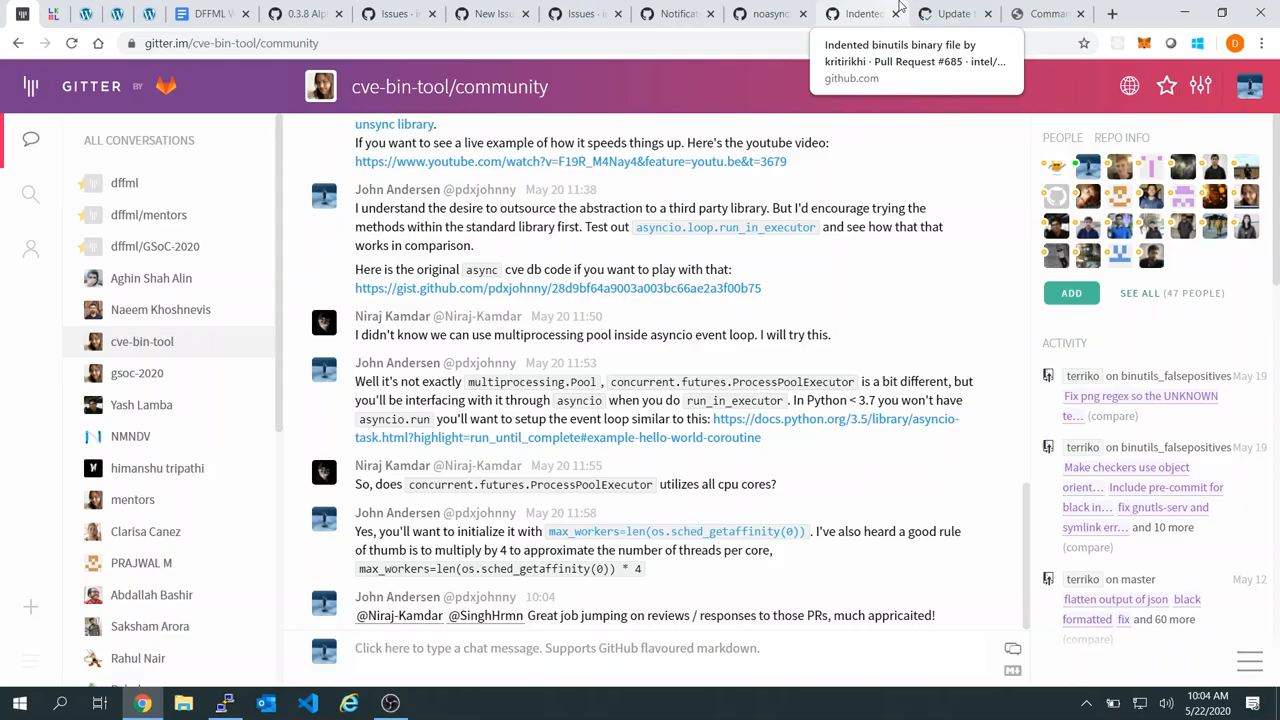 DFFML W
0.3.8 Alp
Issues · i
New Issu
Issues · i
Notificat
noasync
Indented
Update t
Comman
gitter.im/cve-bin-tool/community
D
Indented binutils binary file by
kritirikhi · Pull Request #685 · intel/...
github.com
GITTER BY
cve-bin-tool/community
ALL CONVERSATIONS
dffml
dffml/mentors
dffml/GSoC-2020
Aghin Shah Alin
Naeem Khoshnevis
cve-bin-tool
gsoc-2020
Yash Lamba
NMNDV
himanshu tripathi
mentors
Clarisa Canez
PRAJWAL M
Abdallah Bashir
Saksham Arora
Rahul Nair
unsync library.
If you want to see a live example of how it speeds things up. Here's the youtube video:
https://www.youtube.com/watch?v=F19R_M4Nay4&feature=youtu.be&t=3679
John Andersen @pdxjohnny May 20 11:38
I understand the desire to outsource the abstraction to a third party library. But I'd encourage trying the
methods within the standard library first. Test out asyncio.loop.run_in_executor and see how that that
works in comparison.
Here is the original async cve db code if you want to play with that:
https://gist.github.com/pdxjohnny/28d9bf64a9003a003bc66ae2a3f00b75
Niraj Kamdar @Niraj-Kamdar May 20 11:50
I didn't know we can use multiprocessing pool inside asyncio event loop. I will try this.
John Andersen @pdxjohnny May 20 11:53
Well it's not exactly multiprocessing.Pool, concurrent.futures.ProcessPoolExecutor is a bit different, but
you'll be interfacing with it through asyncio when you do run_in_executor. In Python < 3.7 you won't have
asyncio.run you'll want to setup the event loop similar to this: https://docs.python.org/3.5/library/asyncio-
task.html?highlight=run_until_complete#example-hello-world-coroutine
Niraj Kamdar @Niraj-Kamdar May 20 11:55
So, does concurrent.futures.ProcessPoolExecutor utilizes all cpu cores?
John Andersen @pdxjohnny May 20 11:58
Yes, you'll want to initialize it with max_workers=len(os.sched_getaffinity(0)). I've also heard a good rule
of thumb is to multiply by 4 to approximate the number of threads per core,
max_workers=len(os.sched_getaffinity(0)) * 4
John Andersen @pdxjohnny 10:04
@Niraj-Kamdar @SinghHrmn Great job jumping on reviews / responses to those PRs, much appricaited!
Click here to type a chat message. Supports GitHub flavoured markdown.
PEOPLE REPO INFO
ADD
SEE ALL (47 PEOPLE)
ACTIVITY
terriko on binutils_falsepositives May 19
Fix png regex so the UNKNOWN
te… (compare)
terriko on binutils_falsepositives May 19
Make checkers use object
orient… Include pre-commit for
black in… fix gnutls-serv and
symlink err… and 10 more
(compare)
terriko on master May 12
flatten output of json black
formatted fix and 60 more
(compare)
10:04 AM
5/22/2020